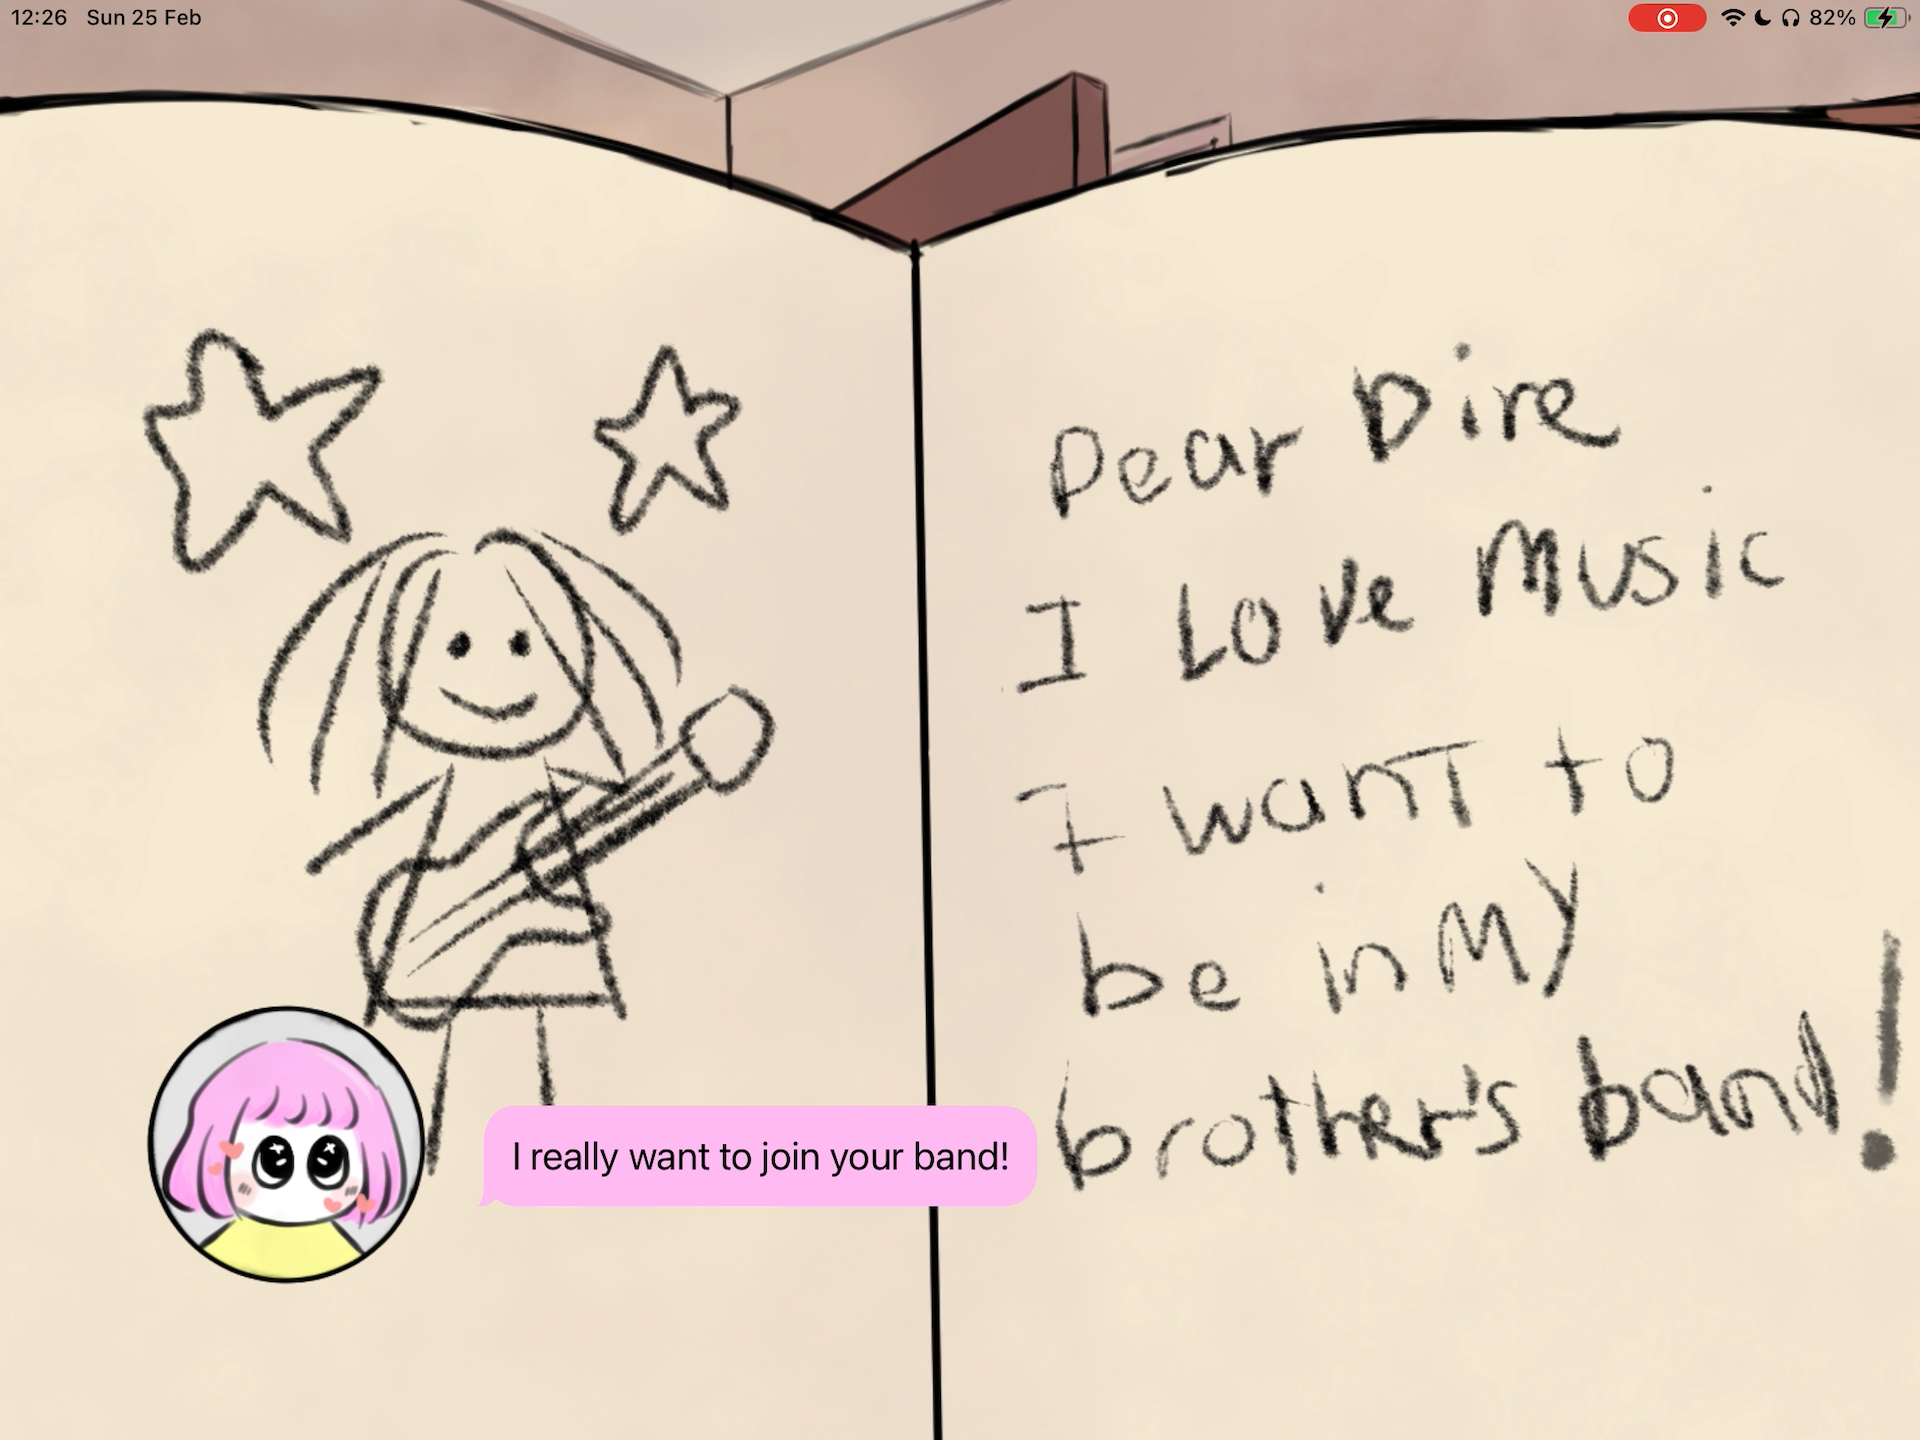 12:26 Sun 25 Feb
82%
Dear Dire
I Love Music
I want to
be in My
brother's band!
I really want to join your band!